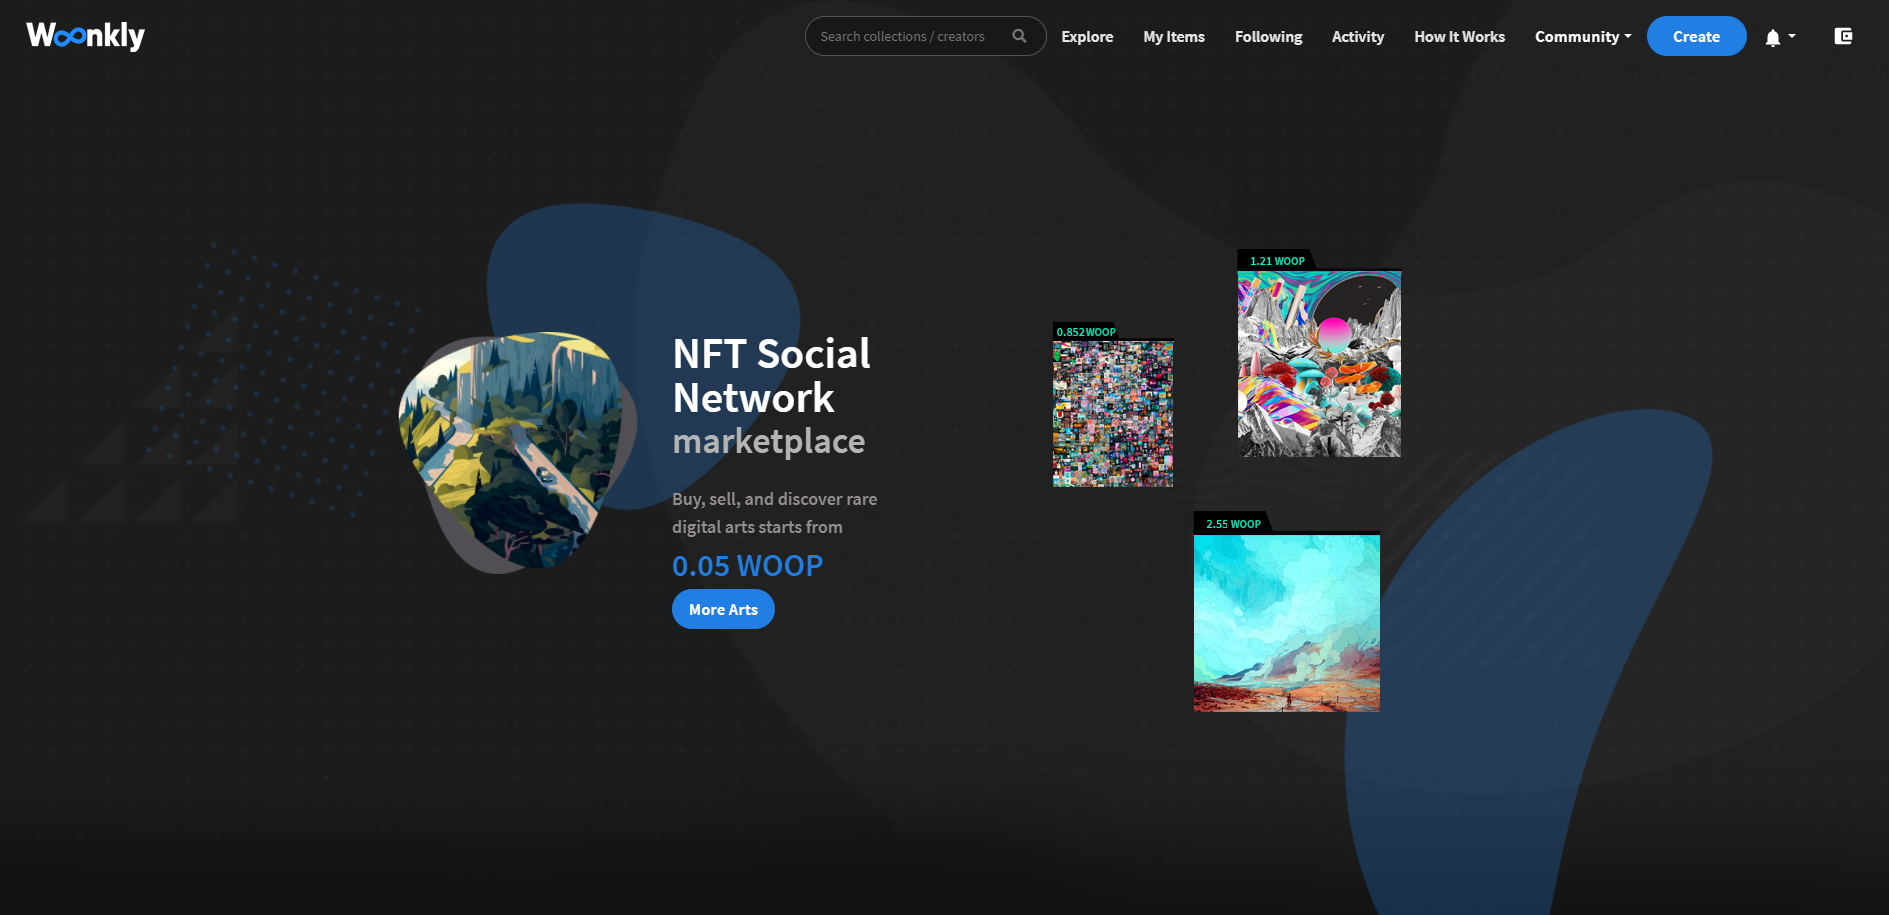 Woonkly
Search collections / creators
Explore
My Items
Following
Activity
How It Works
Community
Create
NFT Social
Network
marketplace
Buy, sell, and discover rare
digital arts starts from
0.05 WOOP
More Arts
0.852WOOP
1.21 WOOP
2.55 WOOP